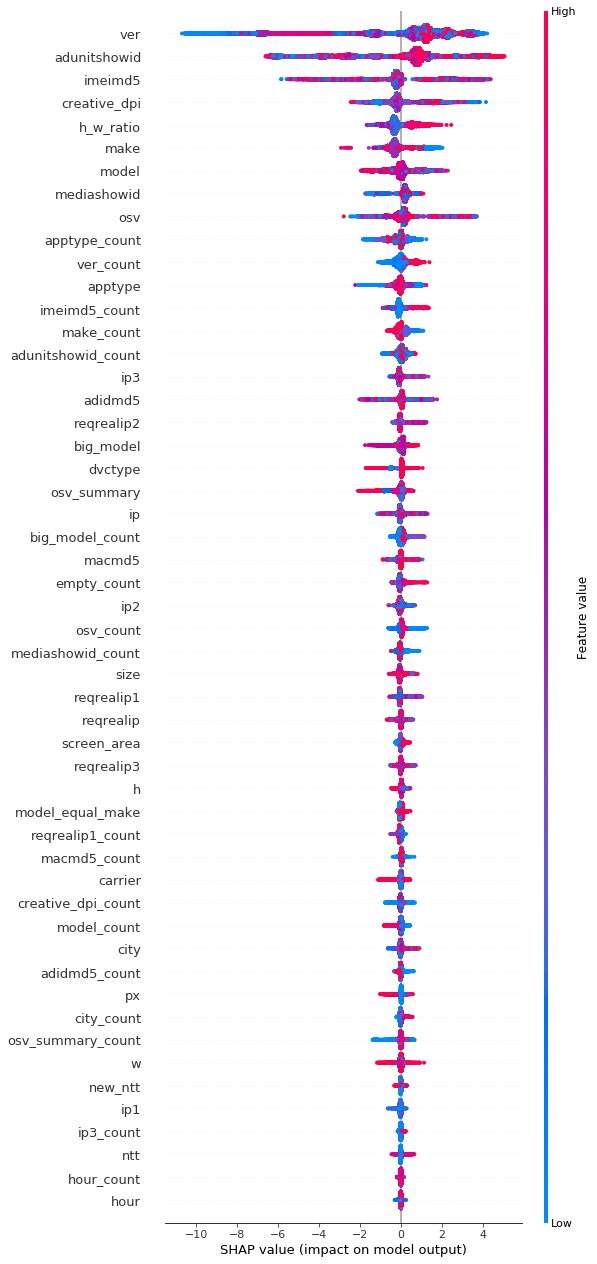 High
ver
adunitshowid
imeimd5
creative_dpi
h_w_ratio
make
model
mediashowid
osv
apptype_count
ver_count
apptype
imeimd5_count
make_count
adunitshowid_count
ip3
adidmd5
reqrealip2
big_model
dvctype
osv_summary
ip
big_model_count
macmd5
empty_count
ip2
osv_count
mediashowid_count
size
reqrealip1
reqrealip
screen_area
reqrealip3
h
model_equal_make
reqrealip1_count
macmd5_count
carrier
creative_dpi_count
model_count
city
adidmd5_count
px
city_count
osv_summary_count
w
new_ntt
ip1
ip3_count
ntt
hour_count
hour
Feature value
Low
−10 −8 −6 −4 −2 0 2 4
SHAP value (impact on model output)